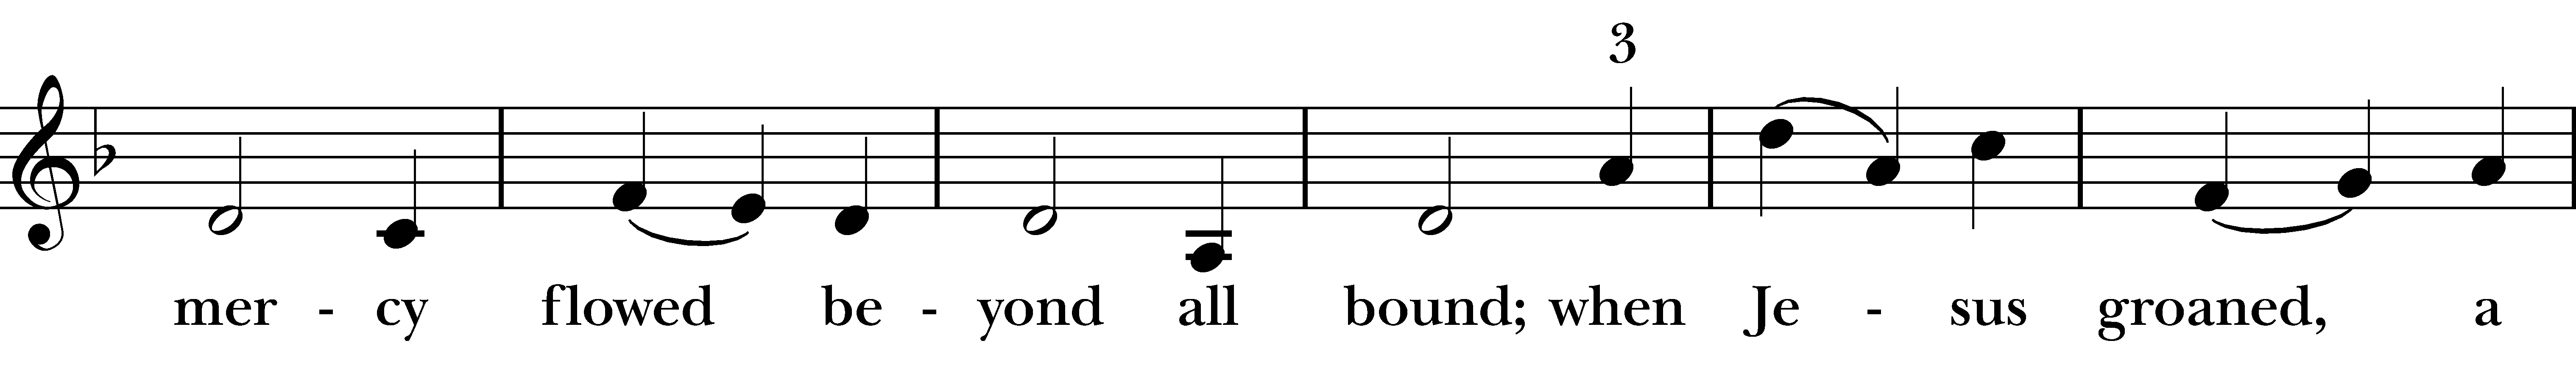 3
mer - cy flowed be - yond all bound; when Je - sus groaned, a